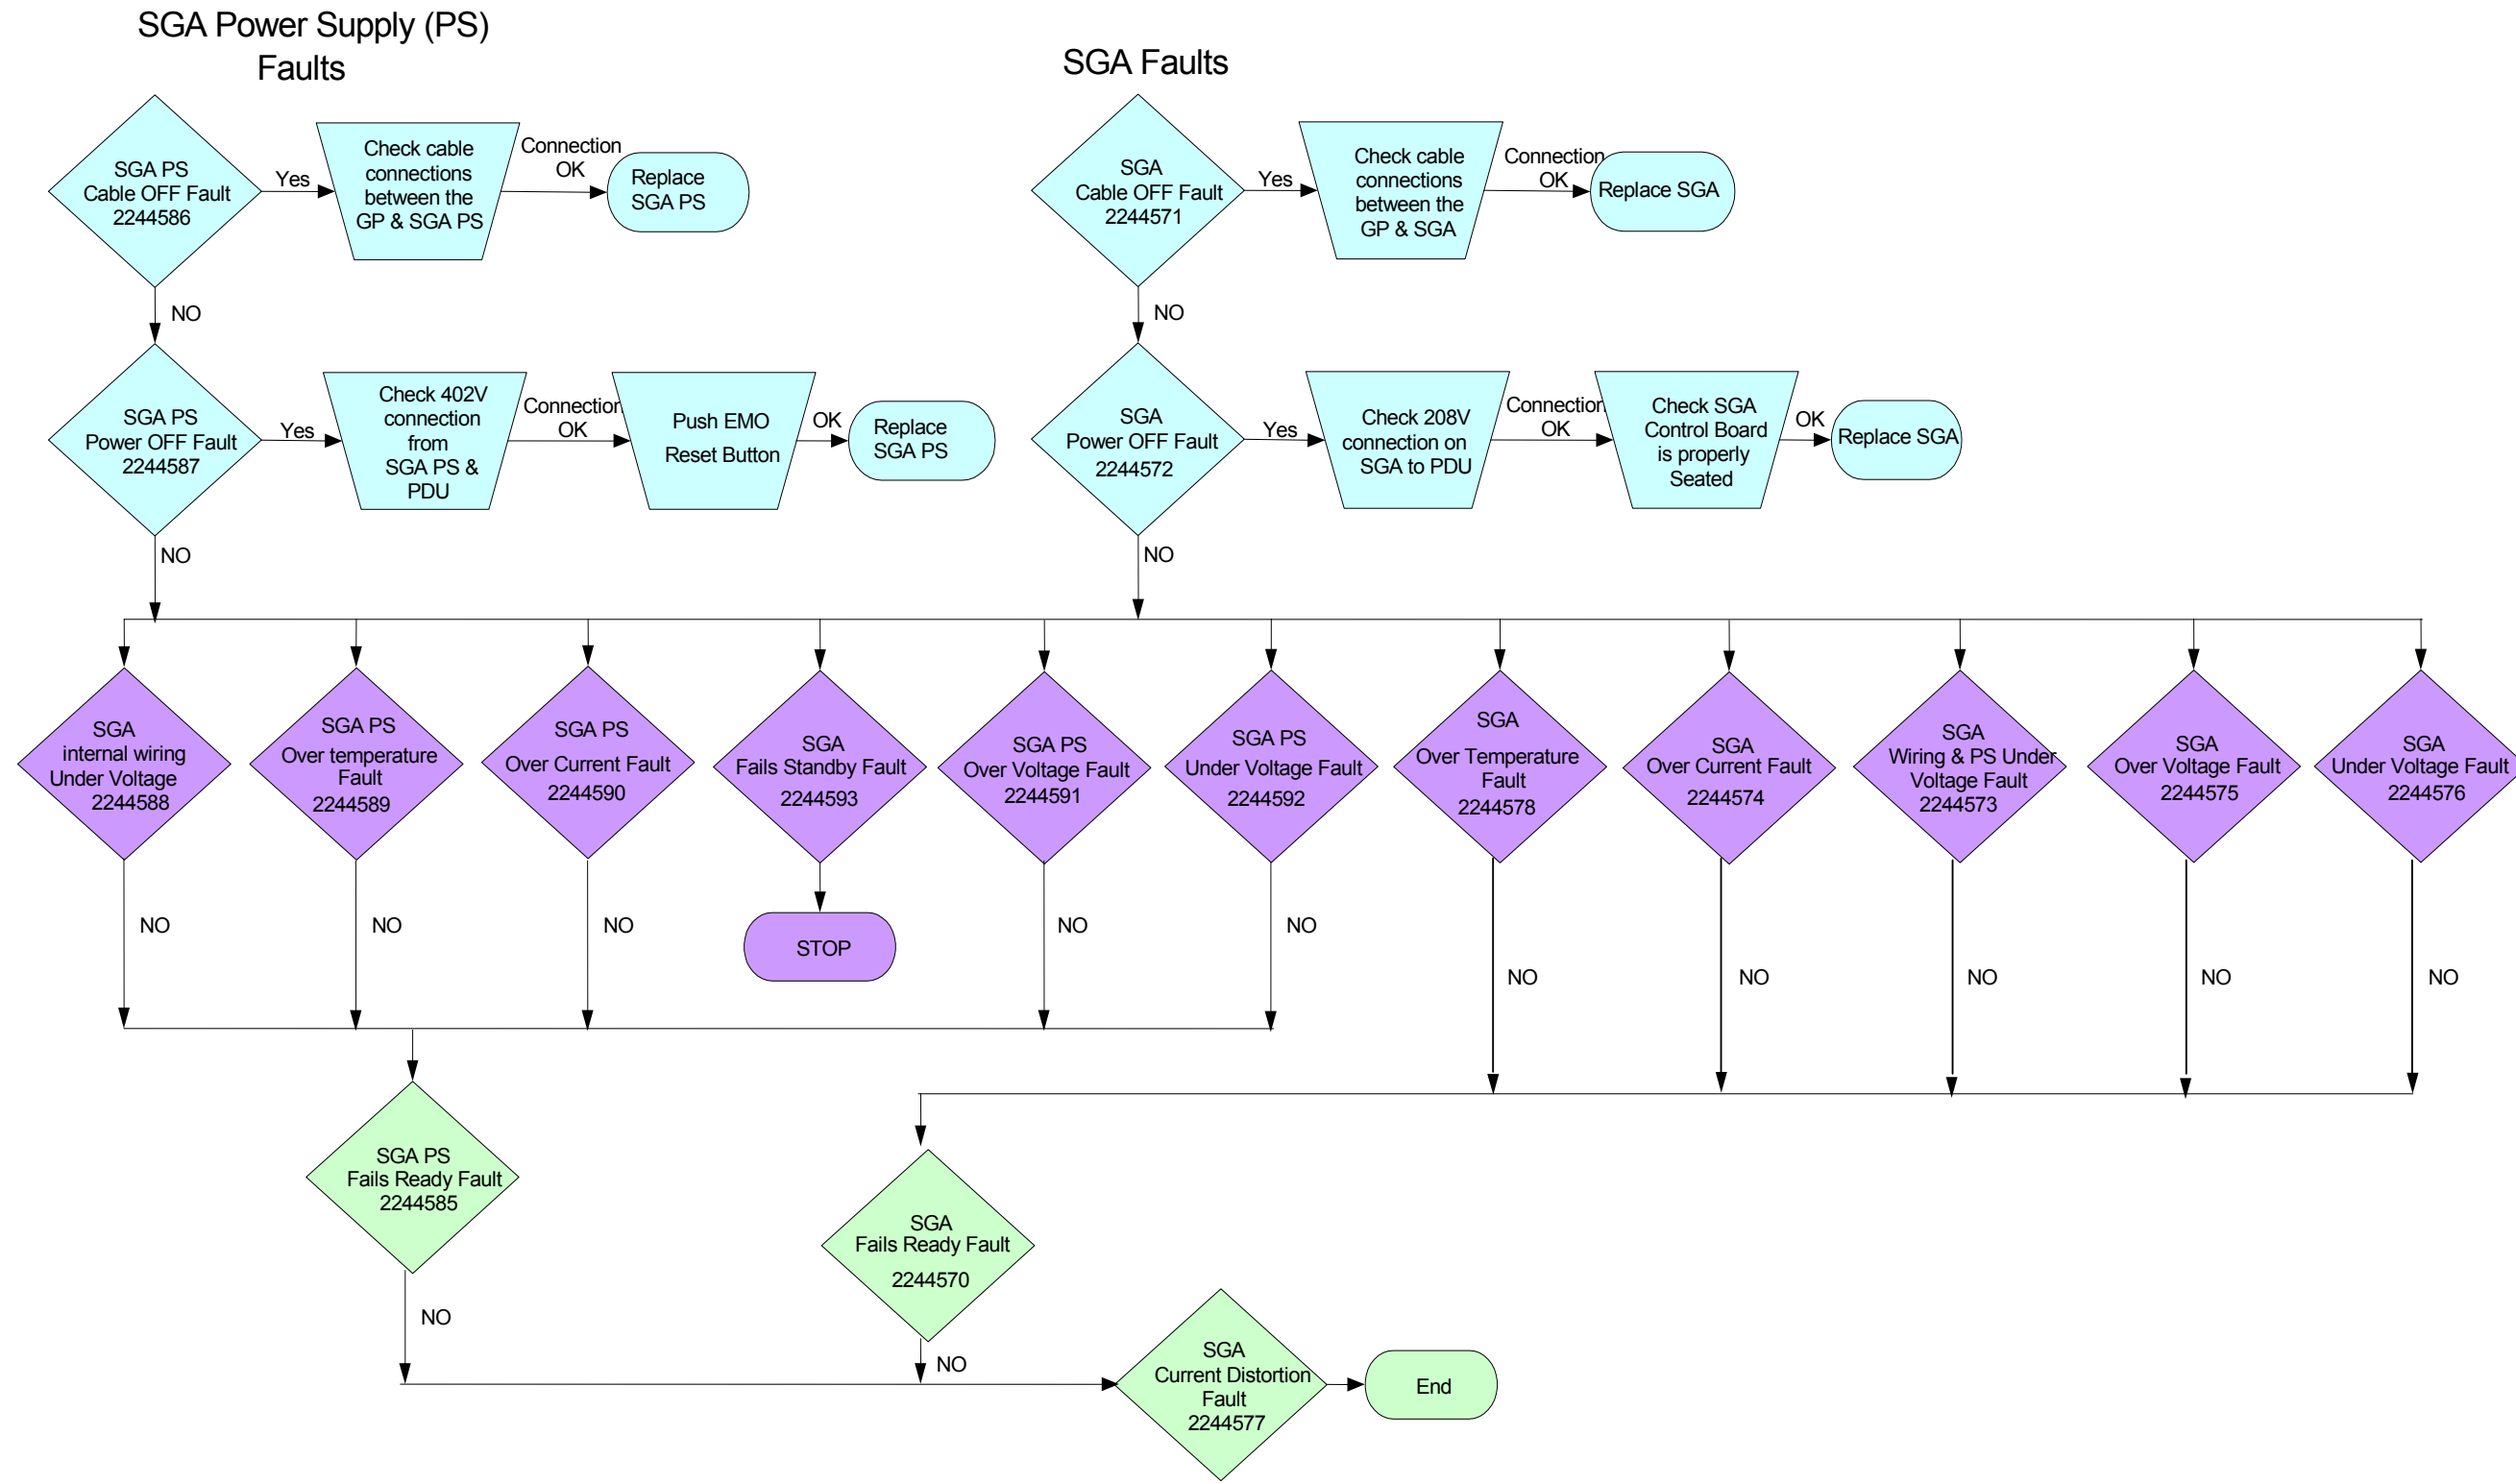 SGA Power Supply (PS)
Faults
SGA Faults
SGA PS
Cable OFF Fault
2244586
Yes
Check cable
connections
between the
GP & SGA PS
Connection
OK
Replace
SGA PS
SGA
Cable OFF Fault
2244571
Yes
Check cable
connections
between the
GP & SGA
Connection
OK
Replace SGA
NO
NO
SGA PS
Power OFF Fault
2244587
Yes
Check 402V
connection
from
SGA PS &
PDU
Connection
OK
Push EMO
Reset Button
OK
Replace
SGA PS
SGA
Power OFF Fault
2244572
Yes
Check 208V
connection on
SGA to PDU
Connection
OK
Check SGA
Control Board
is properly
Seated
OK
Replace SGA
NO
NO
SGA
internal wiring
Under Voltage
2244588
SGA PS
Over temperature
Fault
2244589
SGA PS
Over Current Fault
2244590
SGA
Fails Standby Fault
2244593
SGA PS
Over Voltage Fault
2244591
SGA PS
Under Voltage Fault
2244592
SGA
Over Temperature
Fault
2244578
SGA
Over Current Fault
2244574
SGA
Wiring & PS Under
Voltage Fault
2244573
SGA
Over Voltage Fault
2244575
SGA
Under Voltage Fault
2244576
NO
NO
NO
STOP
NO
NO
NO
NO
NO
NO
NO
SGA PS
Fails Ready Fault
2244585
SGA
Fails Ready Fault
2244570
NO
NO
SGA
Current Distortion
Fault
2244577
End